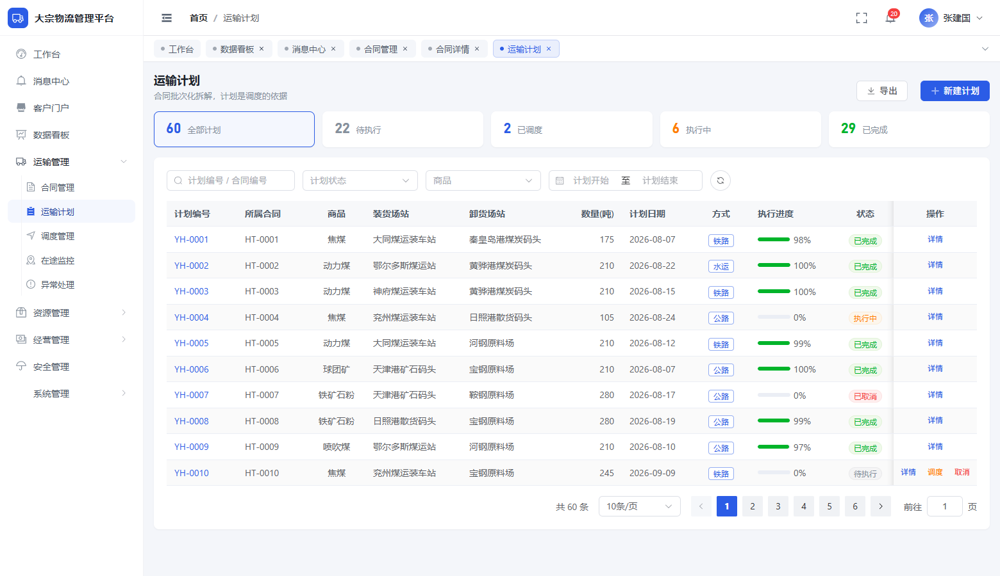 大宗物流管理平台
首页 / 运输计划
20
张
张建国
工作台
消息中心
客户门户
数据看板
运输管理
合同管理
运输计划
调度管理
在途监控
异常处理
资源管理
经营管理
安全管理
系统管理
工作台 数据看板 × 消息中心 × 合同管理 × 合同详情 × 运输计划 ×
运输计划
合同批次化拆解，计划是调度的依据
导出
新建计划
60 全部计划
22 待执行
2 已调度
6 执行中
29 已完成
计划编号 / 合同编号 计划状态 商品 计划开始 至 计划结束
计划编号 所属合同 商品 装货场站 卸货场站 数量(吨) 计划日期 方式 执行进度 状态 操作
YH-0001 HT-0001 焦煤 大同煤运装车站 秦皇岛港煤炭码头 175 2026-08-07 铁路 98% 已完成 详情
YH-0002 HT-0002 动力煤 鄂尔多斯煤运站 黄骅港煤炭码头 210 2026-08-22 水运 100% 已完成 详情
YH-0003 HT-0003 动力煤 神府煤运装车站 黄骅港煤炭码头 210 2026-08-15 铁路 100% 已完成 详情
YH-0004 HT-0004 焦煤 兖州煤运装车站 日照港散货码头 105 2026-08-24 公路 0% 执行中 详情
YH-0005 HT-0005 动力煤 大同煤运装车站 河钢原料场 210 2026-08-12 铁路 99% 已完成 详情
YH-0006 HT-0006 球团矿 天津港矿石码头 宝钢原料场 210 2026-08-07 公路 100% 已完成 详情
YH-0007 HT-0007 铁矿石粉 天津港矿石码头 鞍钢原料场 280 2026-08-17 公路 0% 已取消 详情
YH-0008 HT-0008 铁矿石粉 日照港散货码头 宝钢原料场 280 2026-08-19 公路 99% 已完成 详情
YH-0009 HT-0009 喷吹煤 鄂尔多斯煤运站 河钢原料场 210 2026-08-10 公路 97% 已完成 详情
YH-0010 HT-0010 焦煤 兖州煤运装车站 宝钢原料场 245 2026-09-09 铁路 0% 待执行 详情 调度 取消
共 60 条 10条/页 1 2 3 4 5 6 前往 1 页